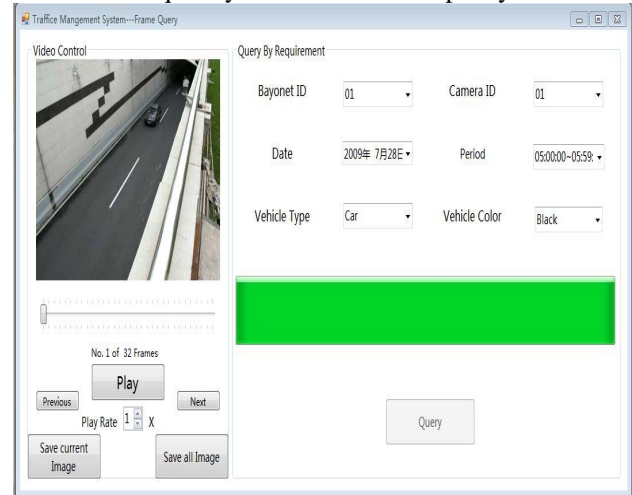 Traffice Mangement System---Frame Query
Video Control
No. 1 of 32 Frames
Play
Previous
Next
Play Rate 1 X
Save current
Image
Save all Image
Query By Requirement
Bayonet ID 01 Camera ID 01
Date 2009年 7月28日 Period 05:00:00~05:59:
Vehicle Type Car Vehicle Color Black
Query